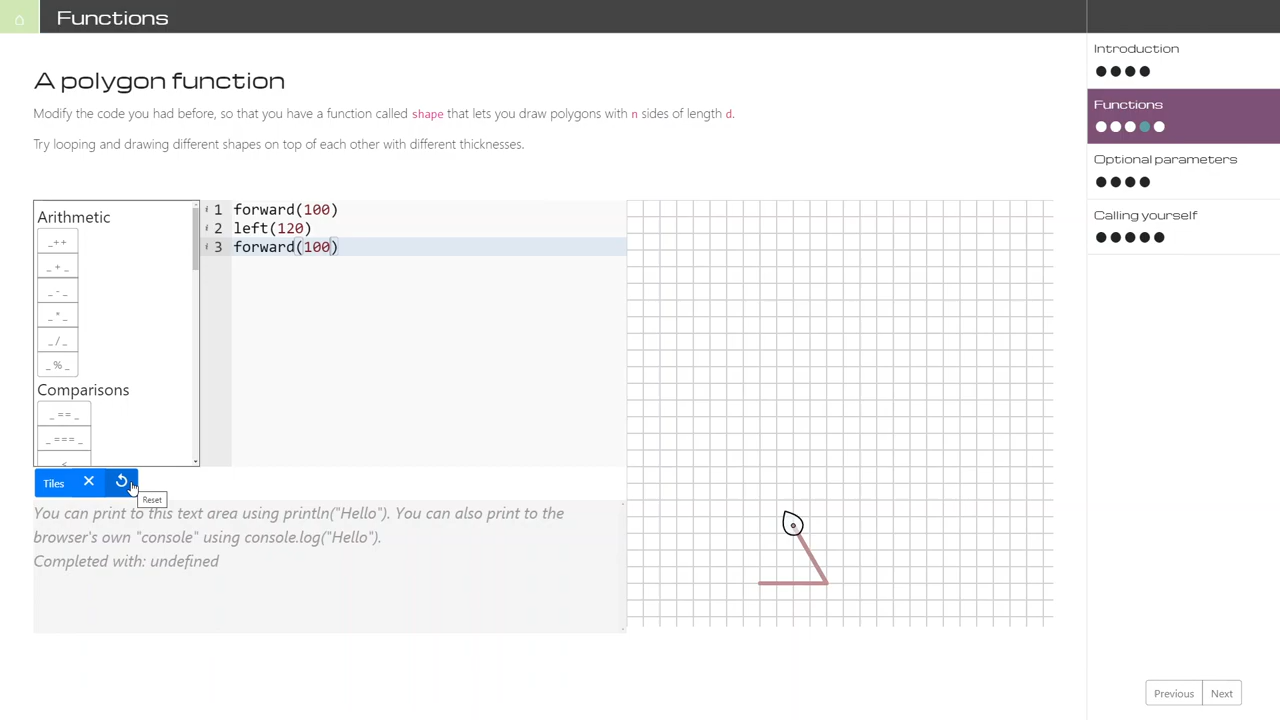 Functions
A polygon function
Modify the code you had before, so that you have a function called shape that lets you draw polygons with n sides of length d.
Try looping and drawing different shapes on top of each other with different thicknesses.
Arithmetic
_++
_ + _
_ - _
_ * _
_ / _
_ % _
Comparisons
_ == _
_ === _
<
i 1 forward(100)
i 2 left(120)
i 3 forward(100)
Tiles
Reset
You can print to this text area using println("Hello"). You can also print to the
browser's own "console" using console.log("Hello").
Completed with: undefined
Introduction
Functions
Optional parameters
Calling yourself
Previous Next